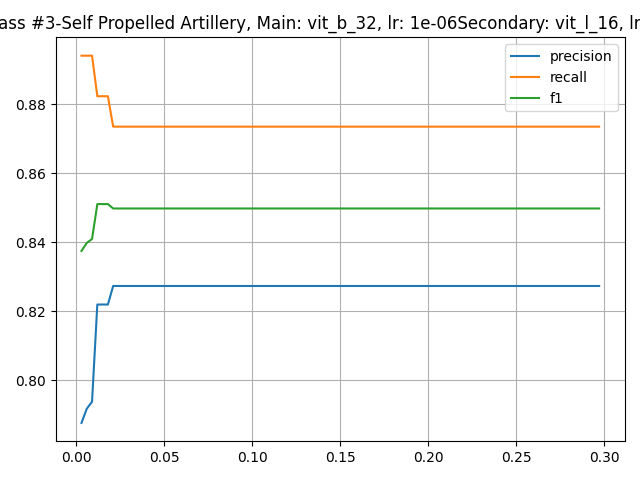 ass #3-Self Propelled Artillery, Main: vit_b_32, lr: 1e-06Secondary: vit_l_16, lr
precision
recall
f1
0.88
0.86
0.84
0.82
0.80
0.00 0.05 0.10 0.15 0.20 0.25 0.30